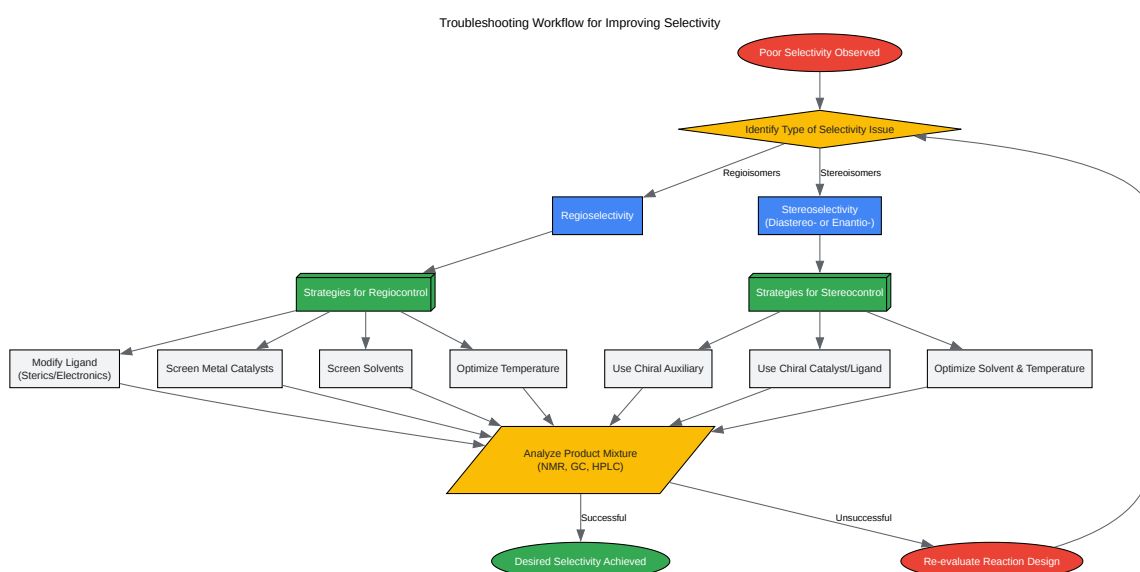 Troubleshooting Workflow for Improving Selectivity
Poor Selectivity Observed
Identify Type of Selectivity Issue
Regioisomers
Stereoisomers
Regioselectivity
Stereoselectivity
(Diastereo- or Enantio-)
Strategies for Regiocontrol
Strategies for Stereocontrol
Modify Ligand
(Sterics/Electronics)
Screen Metal Catalysts
Screen Solvents
Optimize Temperature
Use Chiral Auxiliary
Use Chiral Catalyst/Ligand
Optimize Solvent & Temperature
Analyze Product Mixture
(NMR, GC, HPLC)
Successful
Unsuccessful
Desired Selectivity Achieved
Re-evaluate Reaction Design